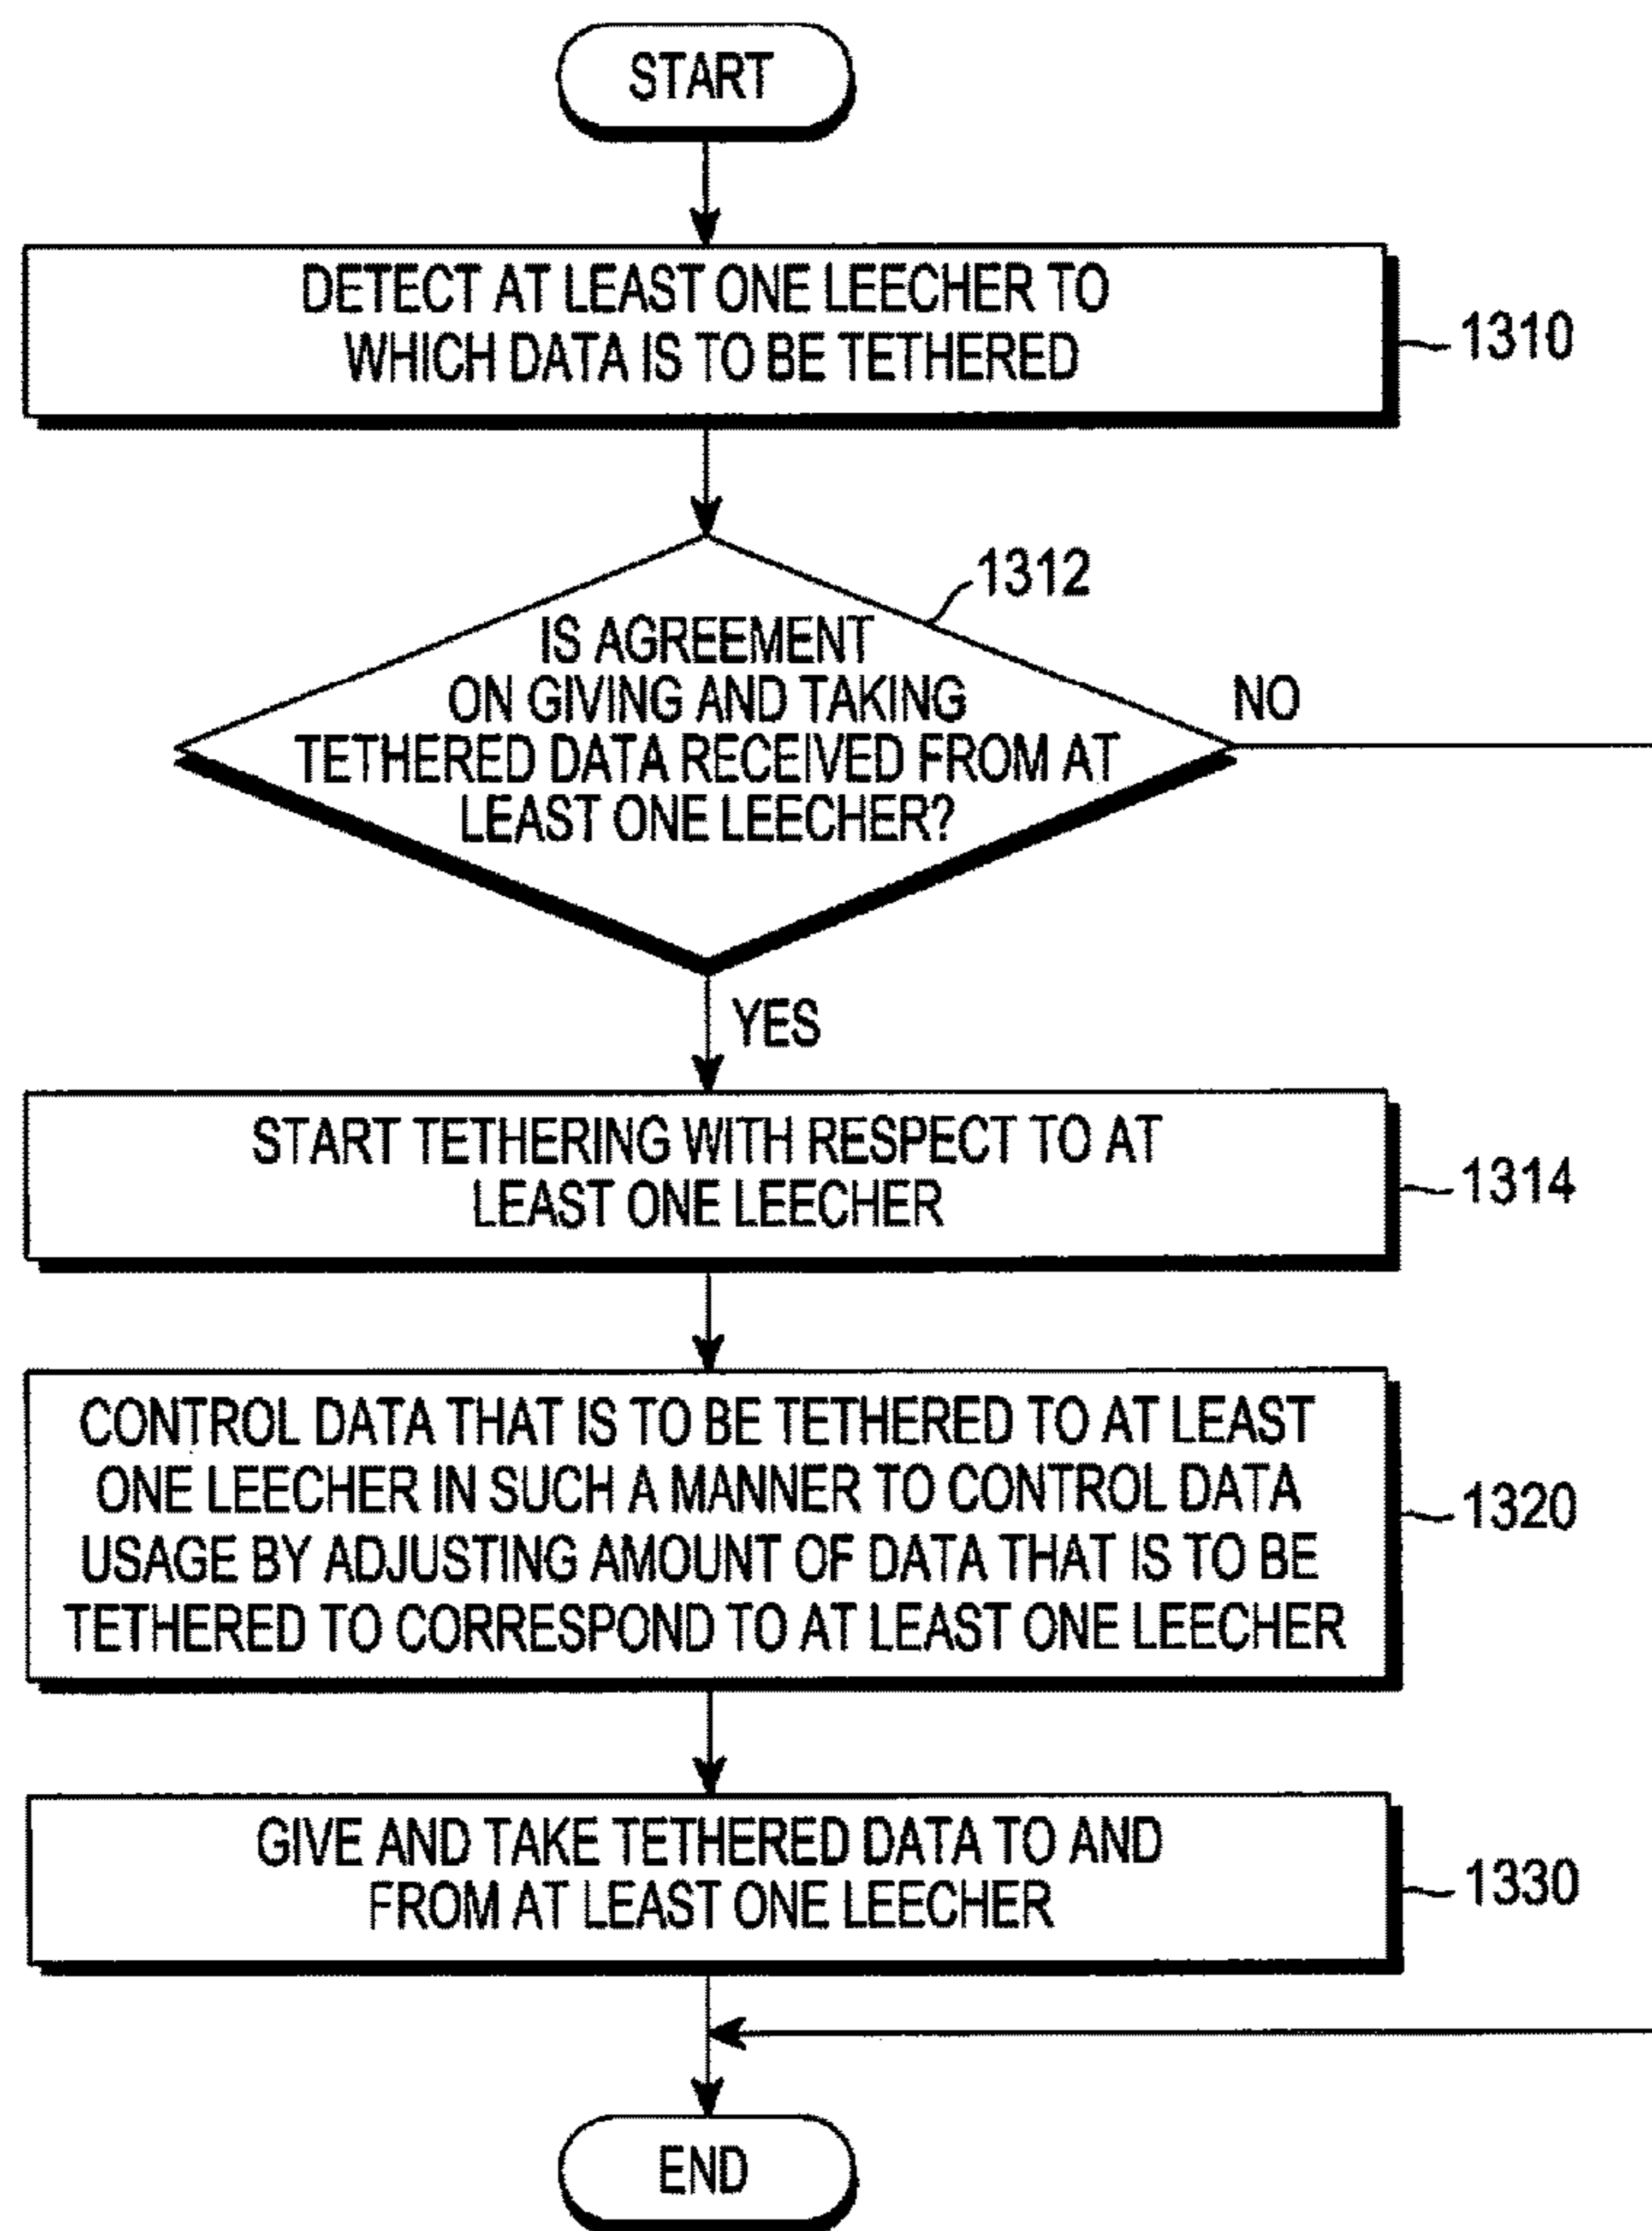 START
DETECT AT LEAST ONE LEECHER TO
WHICH DATA IS TO BE TETHERED
1310
1312
IS AGREEMENT
ON GIVING AND TAKING
TETHERED DATA RECEIVED FROM AT
LEAST ONE LEECHER?
NO
YES
START TETHERING WITH RESPECT TO AT
LEAST ONE LEECHER
1314
CONTROL DATA THAT IS TO BE TETHERED TO AT LEAST
ONE LEECHER IN SUCH A MANNER TO CONTROL DATA
USAGE BY ADJUSTING AMOUNT OF DATA THAT IS TO BE
TETHERED TO CORRESPOND TO AT LEAST ONE LEECHER
1320
GIVE AND TAKE TETHERED DATA TO AND
FROM AT LEAST ONE LEECHER
1330
END